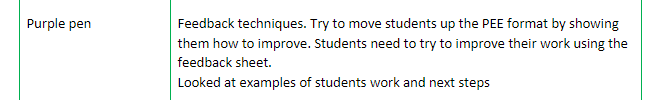 Purple pen
Feedback techniques. Try to move students up the PEE format by showing
them how to improve. Students need to try to improve their work using the
feedback sheet.
Looked at examples of students work and next steps